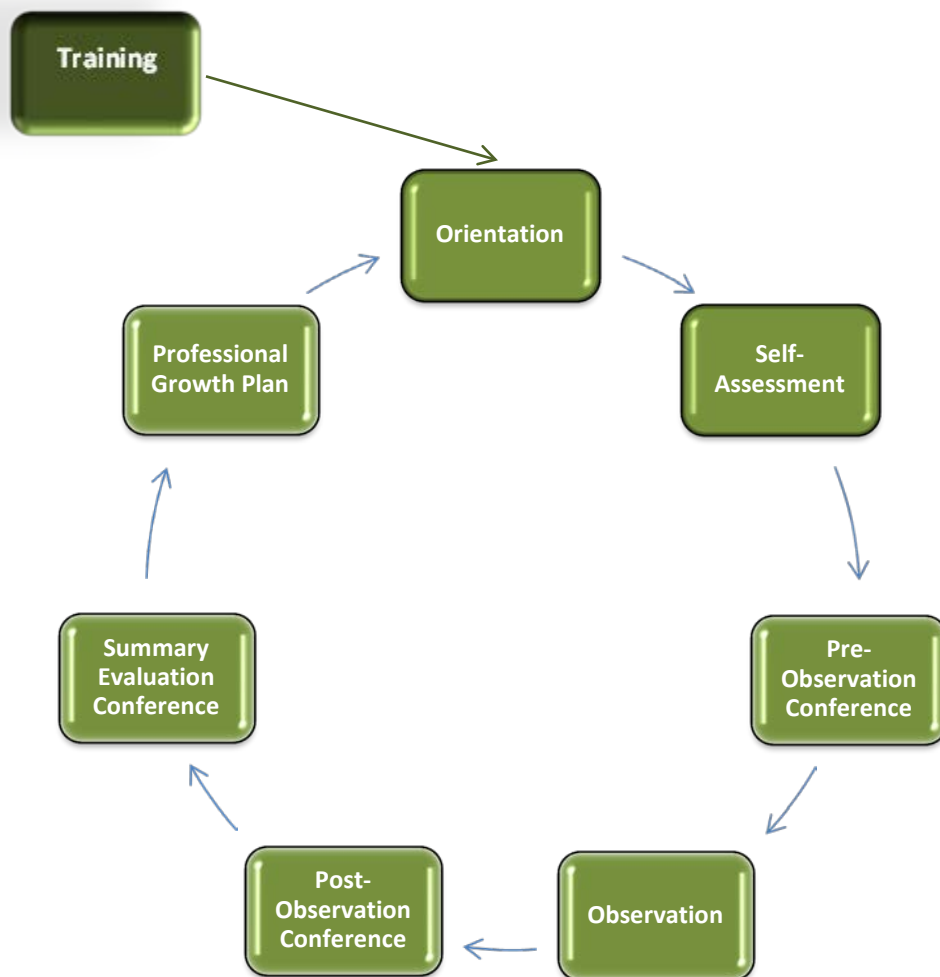 Training
Orientation
Self-
Assessment
Pre-
Observation
Conference
Observation
Post-
Observation
Conference
Summary
Evaluation
Conference
Professional
Growth Plan